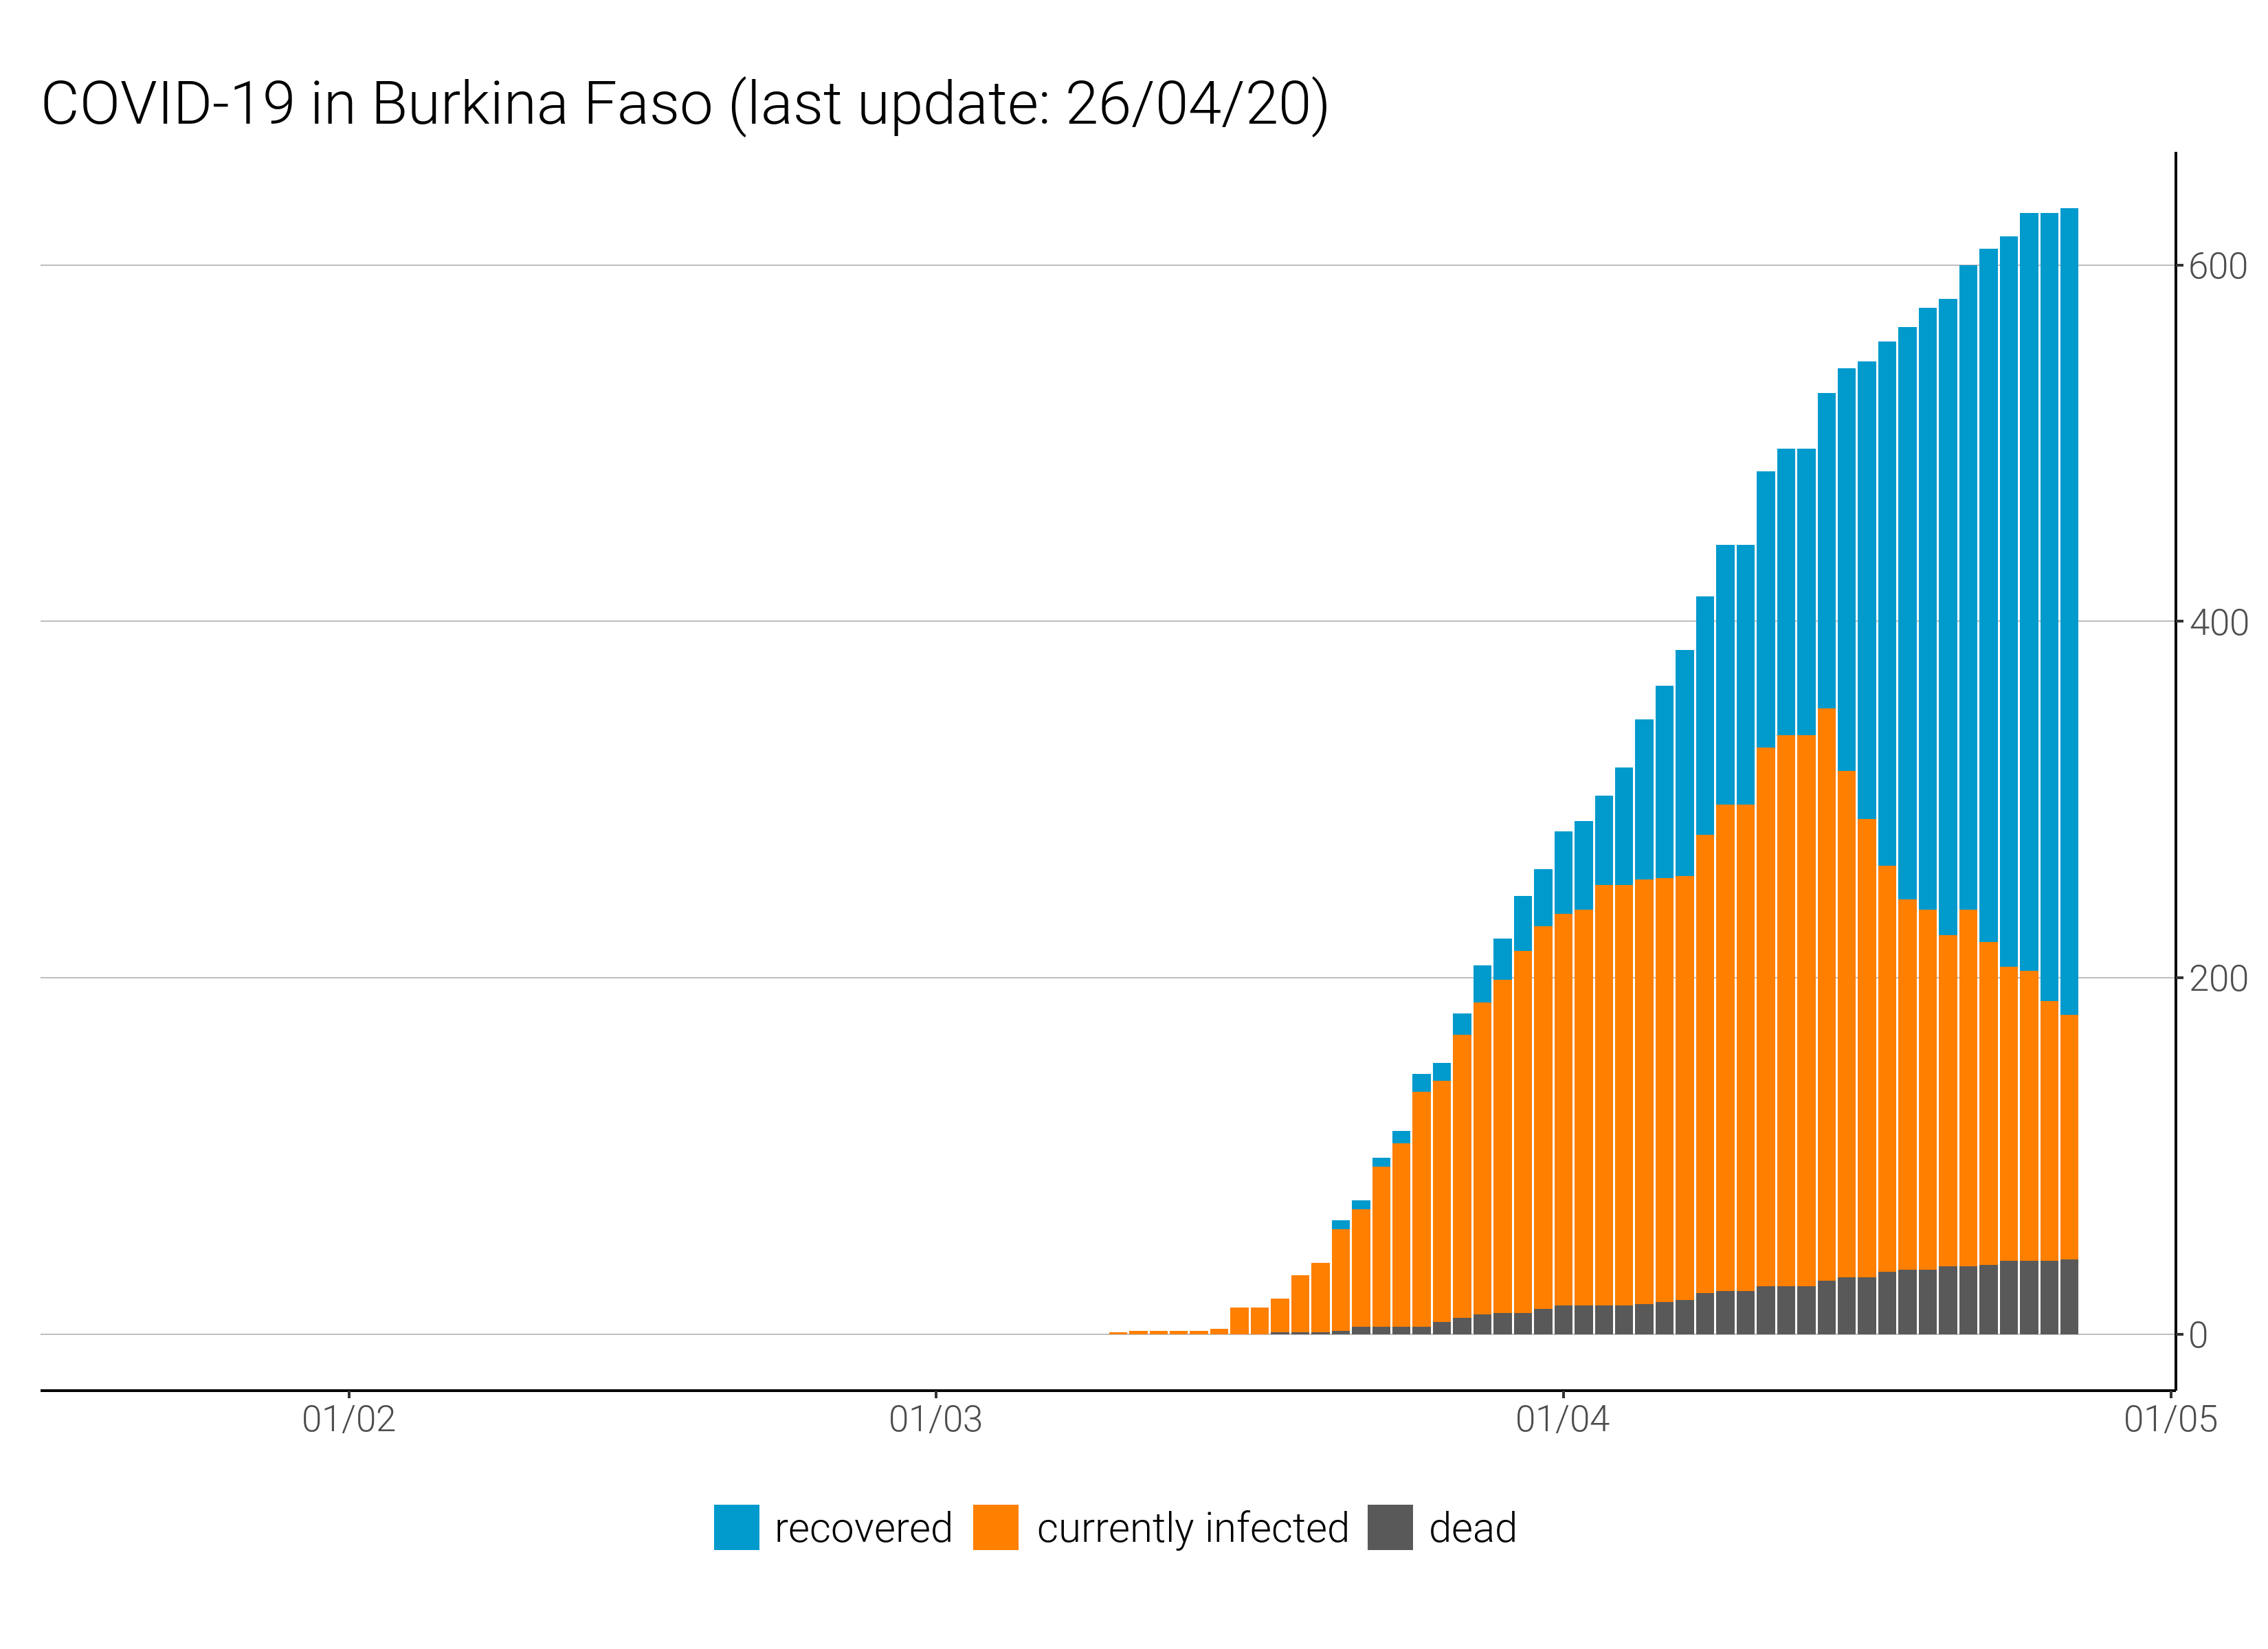 COVID-19 in Burkina Faso (last update: 26/04/20)
600
400
200
0
01/02 01/03 01/04 01/05
recovered currently infected dead